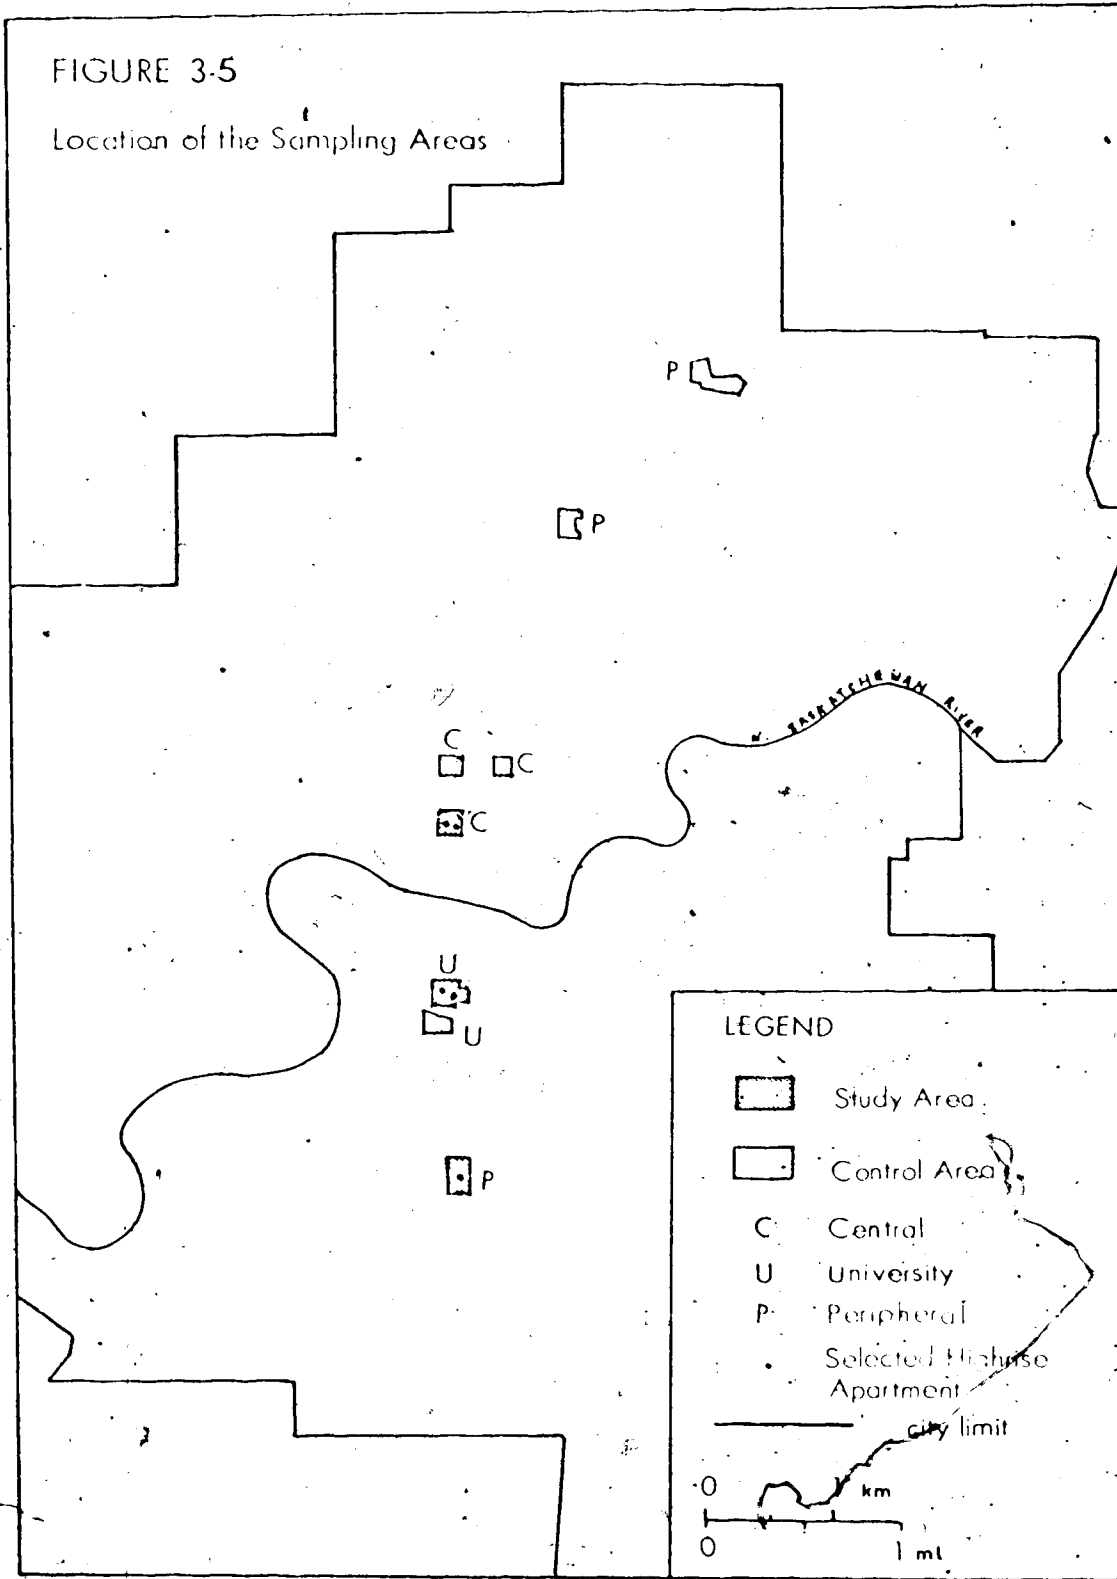 FIGURE 3-5
Location of the Sampling Areas
P
P
N. SASKATCHEWAN RIVER
C
C
C
U
U
P
LEGEND
Study Area
Control Area
C Central
U University
P Peripheral
Selected Highrise
Apartment
city limit
0 1 km
0 1 mi